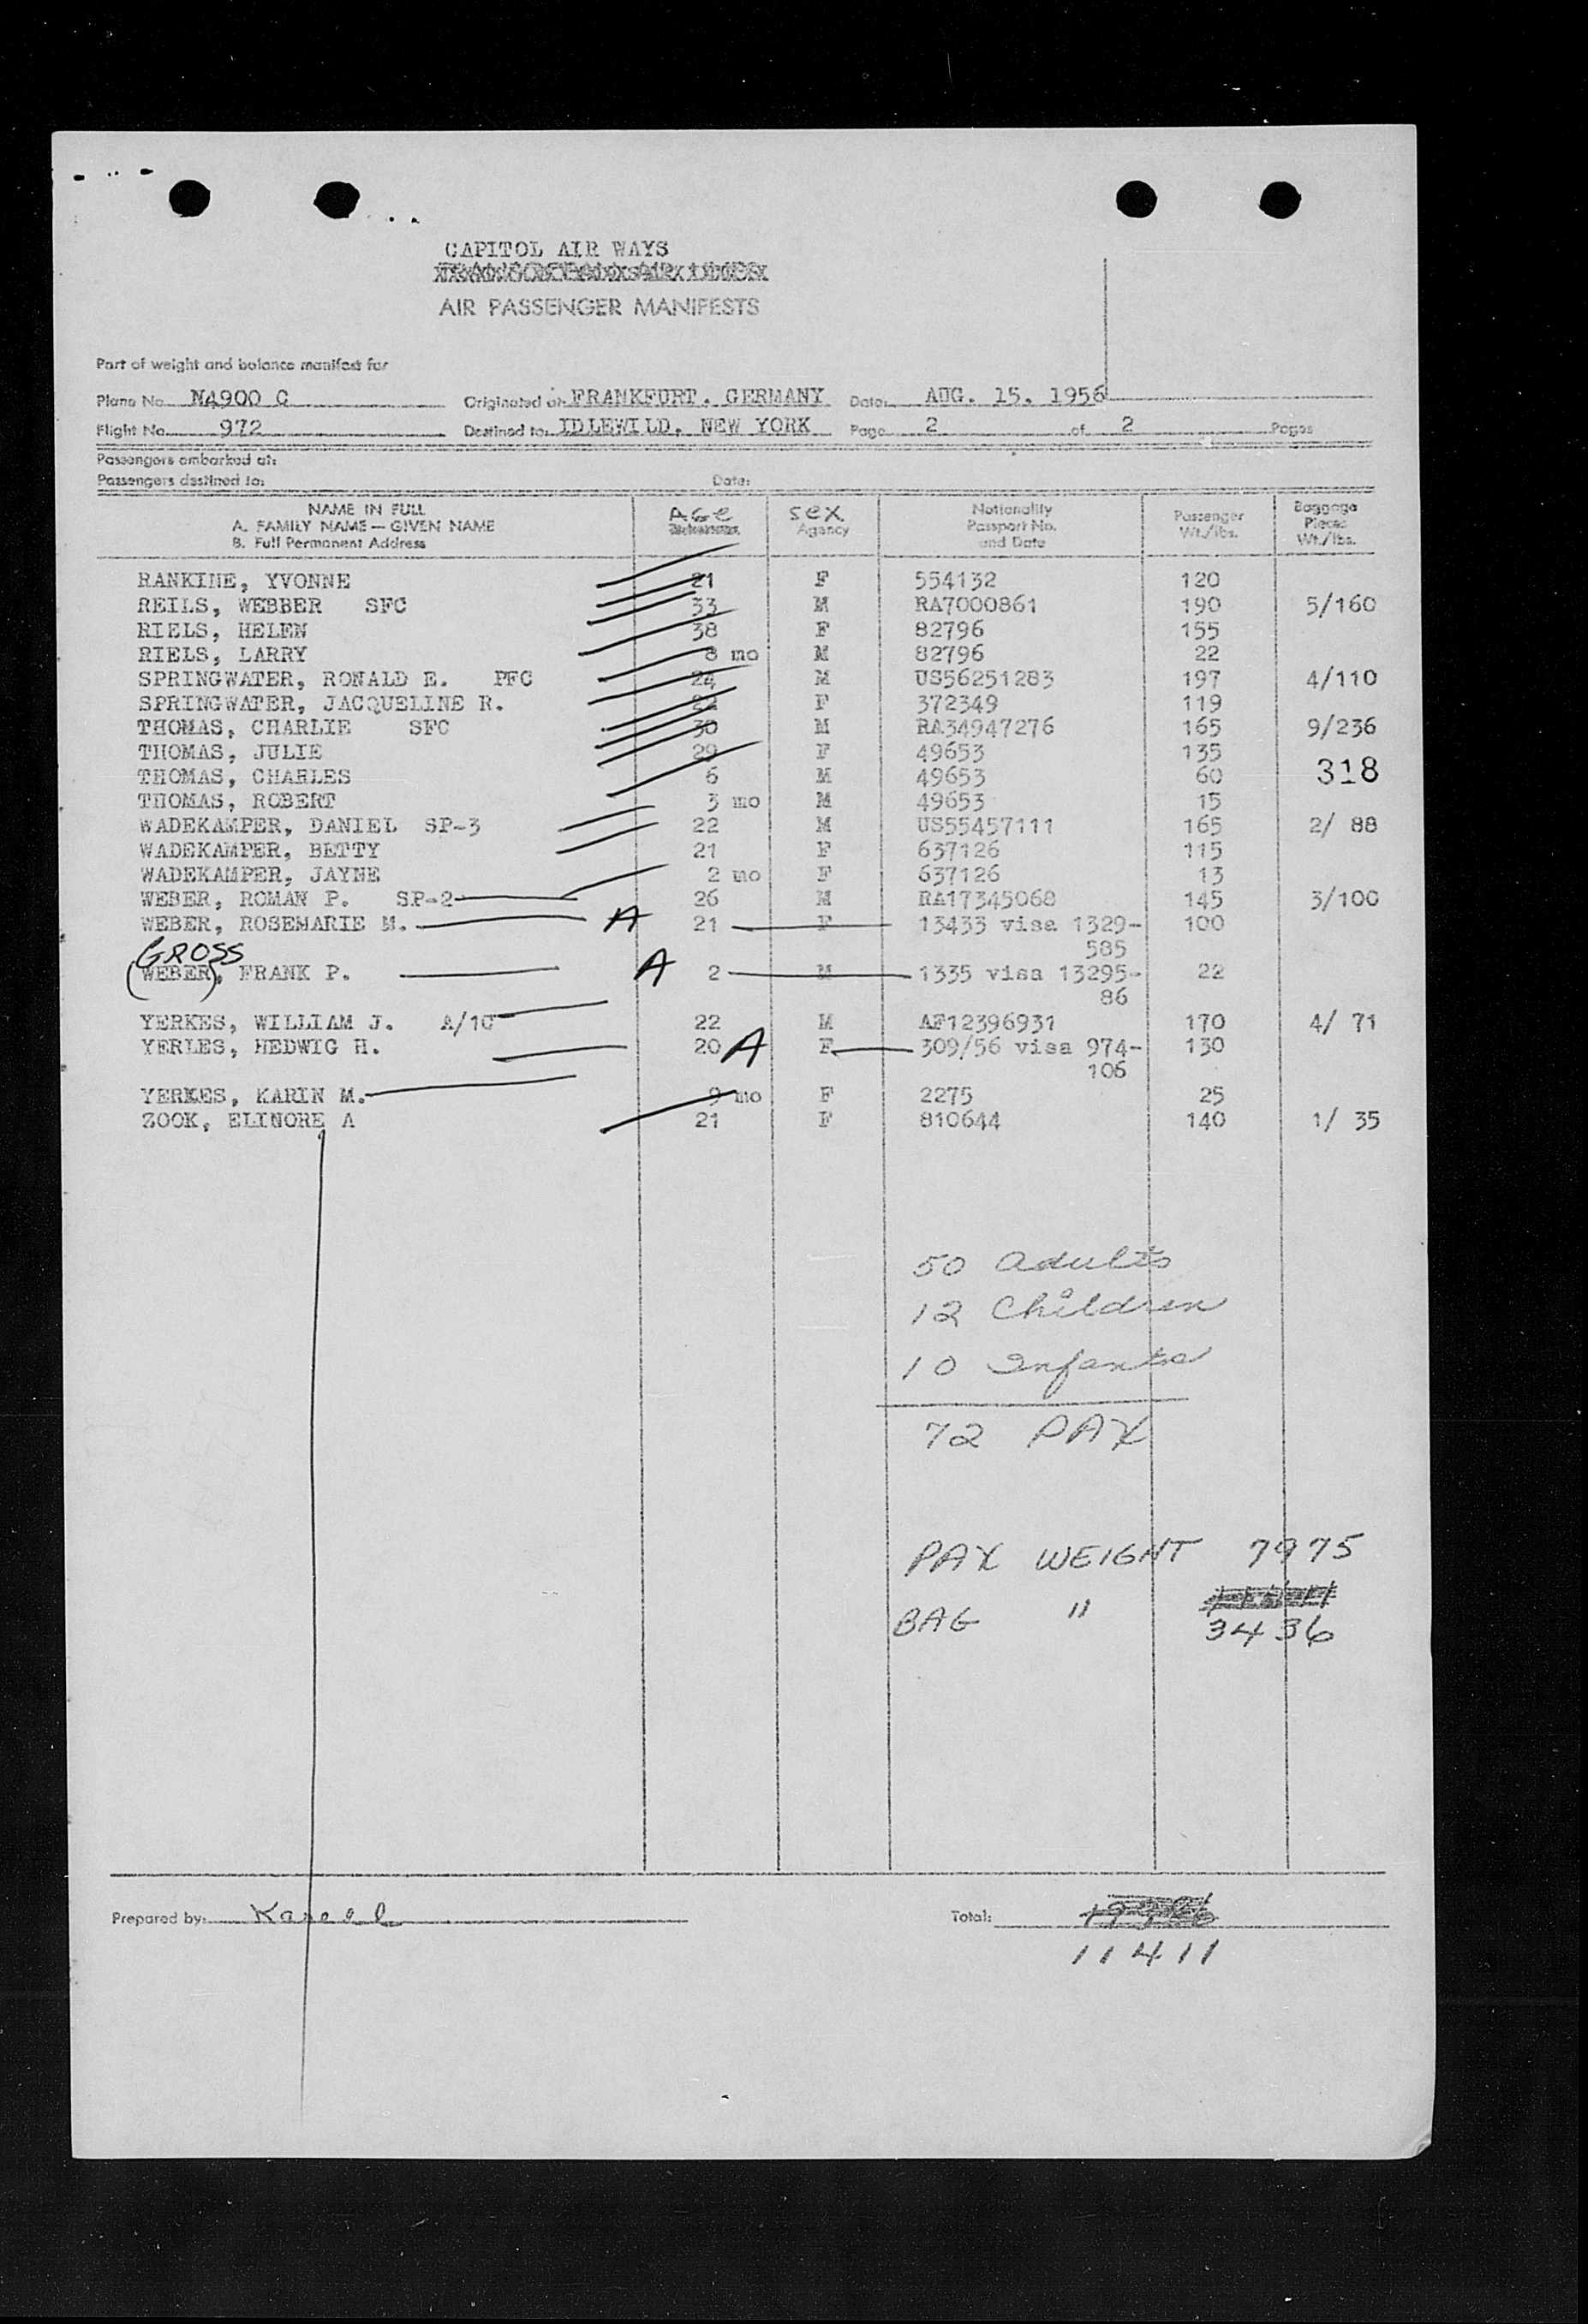 CAPITOL AIR WAYS
AIR PASSENGER MANIFESTS
Part of weight and balance manifest for
Plane No. N4900 C Originated at: FRANKFURT. GERMANY Date: AUG. 15. 1956
Flight No. 972 Destined to: IDLEWILD, NEW YORK Page 2 of 2 Pages
Passengers embarked at:
Passengers destined to: Date:
NAME IN FULL AGE SEX Nationality Passenger Baggage
A. FAMILY NAME — GIVEN NAME Agency Passport No. Wt./lbs. Pieces
B. Full Permanent Address and Date Wt./lbs.
RANKINE, YVONNE 21 F 554132 120
REILS, WEBBER SFC 33 M RA7000861 190 5/160
RIELS, HELEN 38 F 82796 155
RIELS, LARRY 8 mo M 82796 22
SPRINGWATER, RONALD E. PFC 24 M US56251283 197 4/110
SPRINGWATER, JACQUELINE R. 22 F 372349 119
THOMAS, CHARLIE SFC 30 M RA34947276 165 9/236
THOMAS, JULIE 29 F 49653 135
THOMAS, CHARLES 6 M 49653 60 318
THOMAS, ROBERT 3 mo M 49653 15
WADEKAMPER, DANIEL SP-3 22 M US55457111 165 2/ 88
WADEKAMPER, BETTY 21 F 637126 115
WADEKAMPER, JAYNE 2 mo F 637126 13
WEBER, ROMAN P. SP-2 26 M RA17345068 145 3/100
WEBER, ROSEMARIE M. A 21 F 13433 visa 1329- 100
585
GROSS
(WEBER), FRANK P. A 2 M 1335 visa 13295- 22
86
YERKES, WILLIAM J. A/1C 22 M AF12396931 170 4/ 71
YERLES, HEDWIG H. 20 A F 309/56 visa 974- 130
106
YERKES, KARIN M. 9 mo F 2275 25
ZOOK, ELINORE A 21 F 810644 140 1/ 35
50 Adults
12 Children
10 Infants
72 PAX
PAX WEIGHT 7975
BAG " 3436
Prepared by: Total:
11411